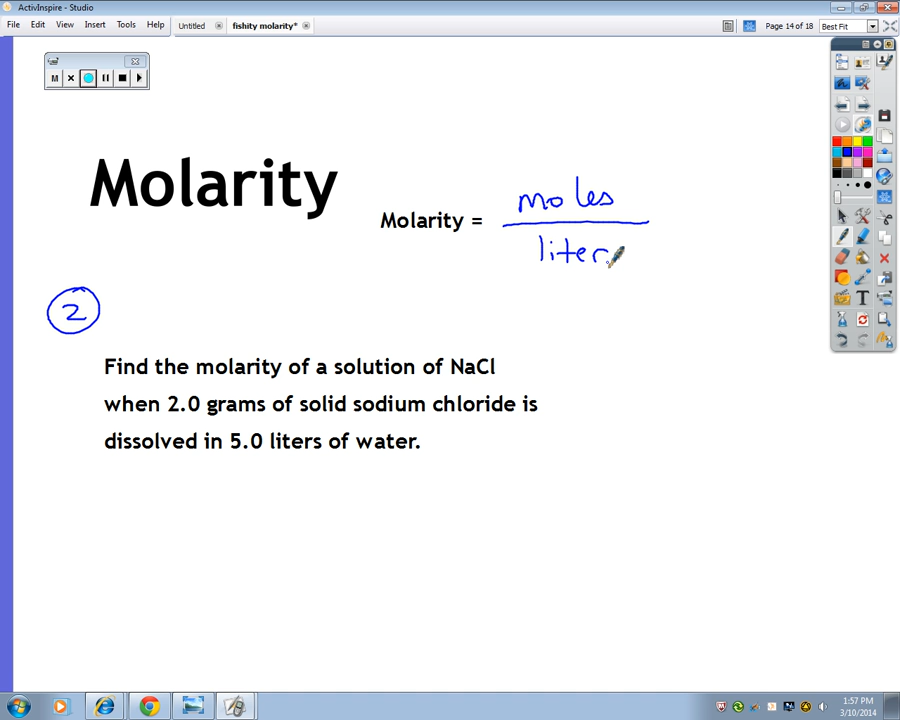 ActivInspire - Studio
File Edit View Insert Tools Help Untitled fishity molarity* Page 14 of 18 Best Fit
M
Molarity
Molarity = moles
liter
2
Find the molarity of a solution of NaCl
when 2.0 grams of solid sodium chloride is
dissolved in 5.0 liters of water.
1:57 PM
3/10/2014